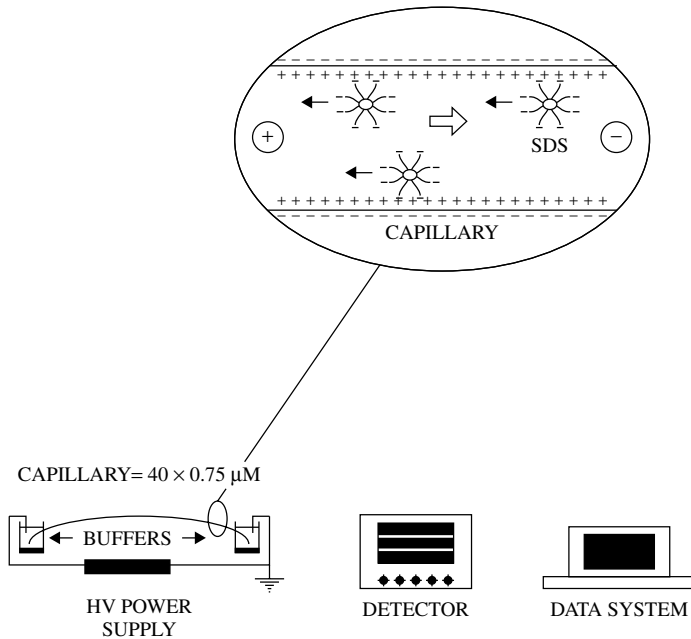 +
−
SDS
CAPILLARY
CAPILLARY= 40 × 0.75 μM
BUFFERS
HV POWER
SUPPLY
DETECTOR
DATA SYSTEM